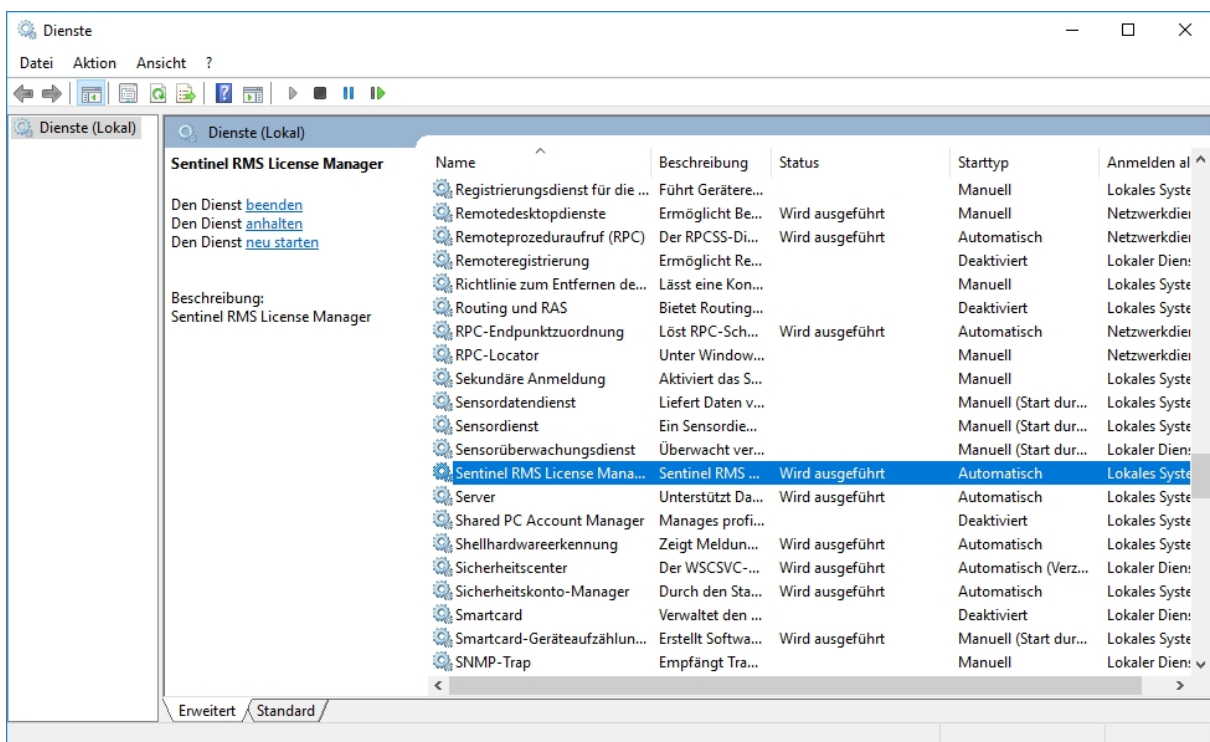 Dienste
Datei Aktion Ansicht ?
Dienste (Lokal)
Dienste (Lokal)
Sentinel RMS License Manager
Den Dienst beenden
Den Dienst anhalten
Den Dienst neu starten
Beschreibung:
Sentinel RMS License Manager
Name Beschreibung Status Starttyp Anmelden al
Registrierungsdienst für die ... Führt Gerätere... Manuell Lokales Syste
Remotedesktopdienste Ermöglicht Be... Wird ausgeführt Manuell Netzwerkdie
Remoteprozeduraufruf (RPC) Der RPCSS-Di... Wird ausgeführt Automatisch Netzwerkdie
Remoteregistrierung Ermöglicht Re... Deaktiviert Lokaler Diens
Richtlinie zum Entfernen de... Lässt eine Kon... Manuell Lokales Syste
Routing und RAS Bietet Routing... Deaktiviert Lokales Syste
RPC-Endpunktzuordnung Löst RPC-Sch... Wird ausgeführt Automatisch Netzwerkdie
RPC-Locator Unter Window... Manuell Netzwerkdie
Sekundäre Anmeldung Aktiviert das S... Manuell Lokales Syste
Sensordatendienst Liefert Daten v... Manuell (Start dur... Lokales Syste
Sensordienst Ein Sensordie... Manuell (Start dur... Lokales Syste
Sensorüberwachungsdienst Überwacht ver... Manuell (Start dur... Lokaler Diens
Sentinel RMS License Mana... Sentinel RMS ... Wird ausgeführt Automatisch Lokales Syste
Server Unterstützt Da... Wird ausgeführt Automatisch Lokales Syste
Shared PC Account Manager Manages profi... Deaktiviert Lokales Syste
Shellhardwareerkennung Zeigt Meldun... Wird ausgeführt Automatisch Lokales Syste
Sicherheitscenter Der WSCSVC-... Wird ausgeführt Automatisch (Verz... Lokaler Diens
Sicherheitskonto-Manager Durch den Sta... Wird ausgeführt Automatisch Lokales Syste
Smartcard Verwaltet den ... Deaktiviert Lokaler Diens
Smartcard-Geräteaufzählun... Erstellt Softwa... Wird ausgeführt Manuell (Start dur... Lokales Syste
SNMP-Trap Empfängt Tra... Manuell Lokaler Diens
Erweitert Standard